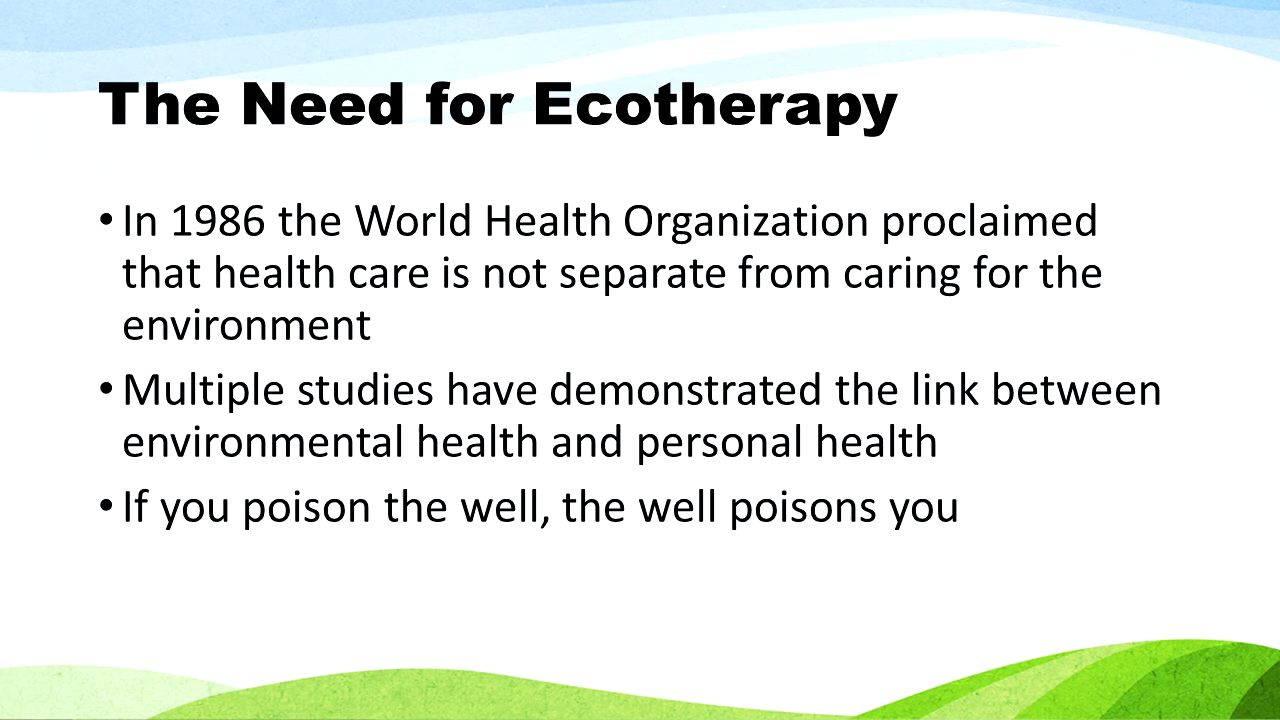 The Need for Ecotherapy
• In 1986 the World Health Organization proclaimed
that health care is not separate from caring for the
environment
• Multiple studies have demonstrated the link between
environmental health and personal health
• If you poison the well, the well poisons you